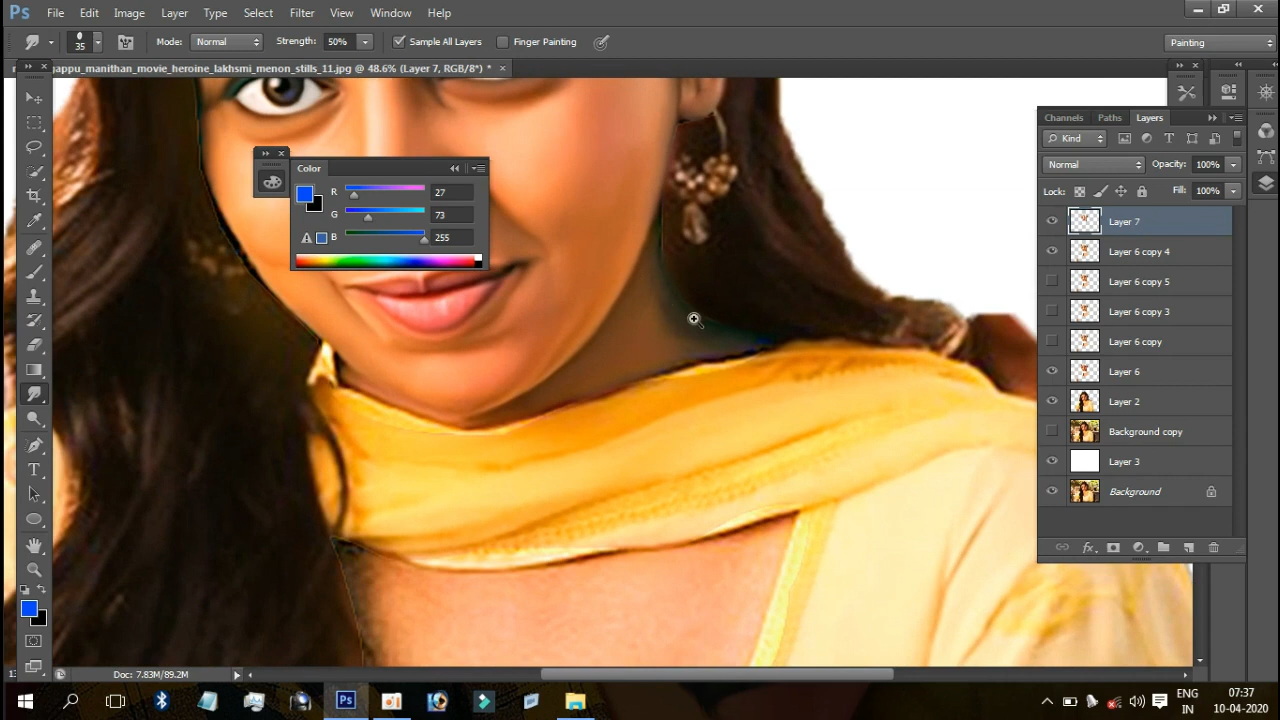 Ps File Edit Image Layer Type Select Filter View Window Help
35 Mode: Normal Strength: 50% Sample All Layers Finger Painting Painting
gappu_manithan_movie_heroine_lakhsmi_menon_stills_11.jpg @ 48.6% (Layer 7, RGB/8*) * ×
Channels Paths Layers
Kind
Normal Opacity: 100%
Lock: Fill: 100%
Color
R 27
G 73
B 255
Layer 7
Layer 6 copy 4
Layer 6 copy 5
Layer 6 copy 3
Layer 6 copy
Layer 6
Layer 2
Background copy
Layer 3
Background
fx
T
Doc: 7.83M/89.2M
Ps
ENG
IN
07:37
10-04-2020